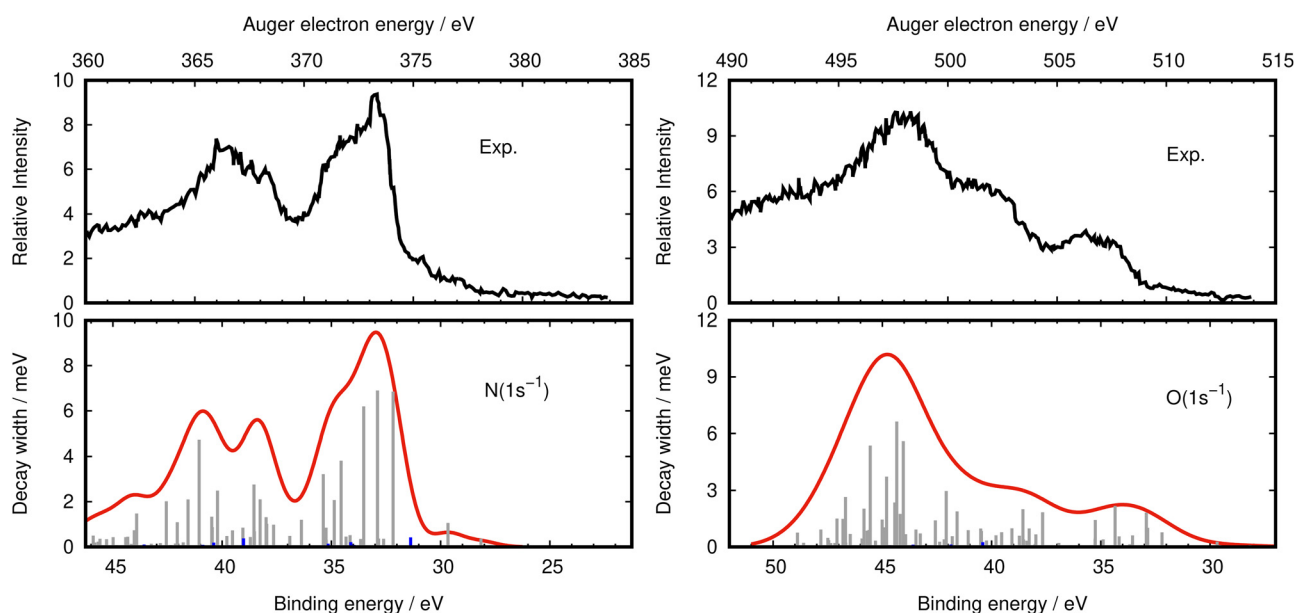 Auger electron energy / eV
360 365 370 375 380 385
10
8
6
4
2
0
Relative Intensity
Exp.
10
8
6
4
2
0
Decay width / meV
N(1s⁻¹)
45 40 35 30 25
Binding energy / eV
Auger electron energy / eV
490 495 500 505 510 515
12
9
6
3
0
Relative Intensity
Exp.
12
9
6
3
0
Decay width / meV
O(1s⁻¹)
50 45 40 35 30
Binding energy / eV